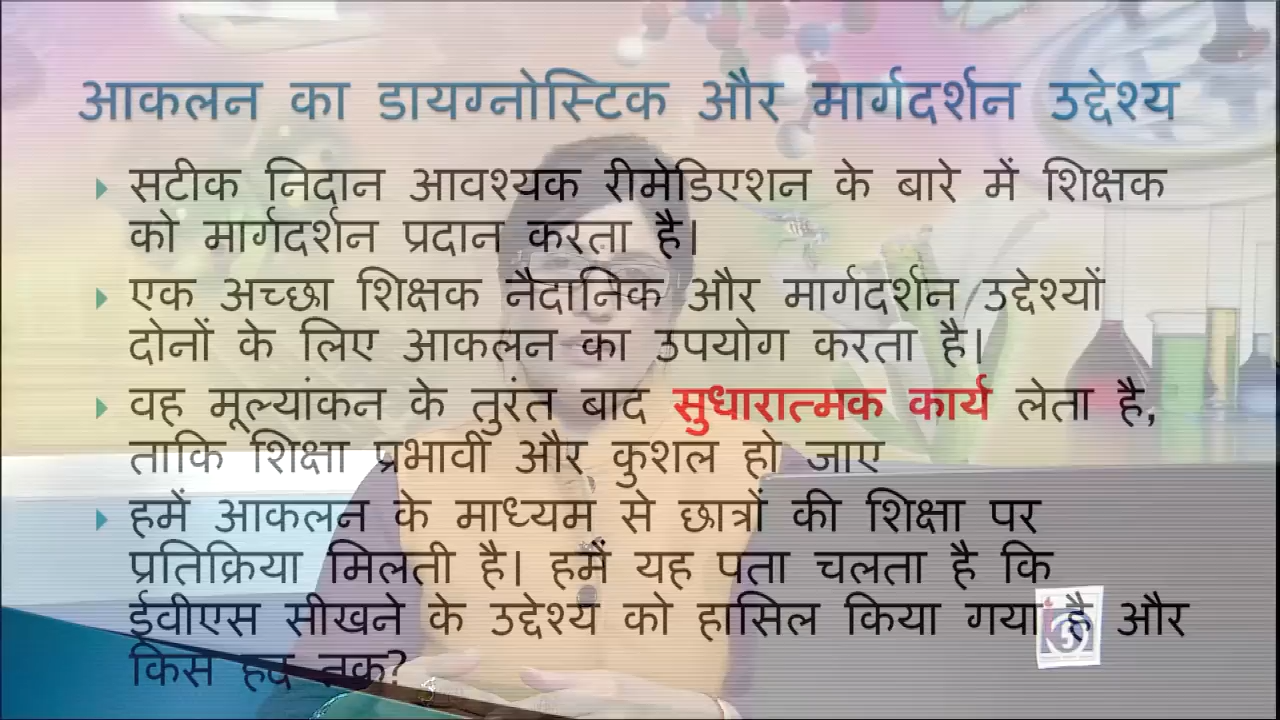 आकलन का डायग्नोस्टिक और मार्गदर्शन उद्देश्य
सटीक निदान आवश्यक रीमेडिएशन के बारे में शिक्षक
को मार्गदर्शन प्रदान करता है।
एक अच्छा शिक्षक नैदानिक और मार्गदर्शन उद्देश्यों
दोनों के लिए आकलन का उपयोग करता है।
वह मूल्यांकन के तुरंत बाद सुधारात्मक कार्य लेता है,
ताकि शिक्षा प्रभावी और कुशल हो जाए
हमें आकलन के माध्यम से छात्रों की शिक्षा पर
प्रतिक्रिया मिलती है। हमें यह पता चलता है कि
ईवीएस सीखने के उद्देश्य को हासिल किया गया है और
किस हद तक?